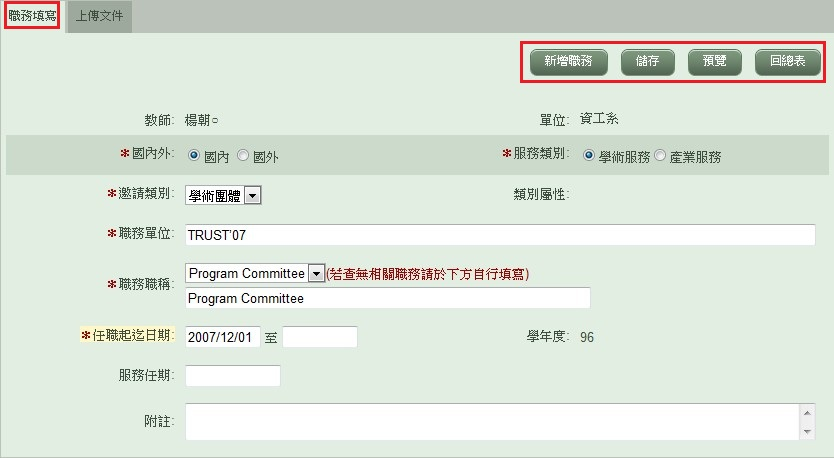 職務填寫 上傳文件
新增職務 儲存 預覽 回總表
教師: 楊朝○ 單位: 資工系
*國內外: 國內 國外 *服務類別: 學術服務 產業服務
*邀請類別: 學術團體 類別屬性:
*職務單位: TRUST'07
*職務職稱: Program Committee (若查無相關職務請於下方自行填寫)
Program Committee
*任職起迄日期: 2007/12/01 至 學年度: 96
服務任期:
附註: